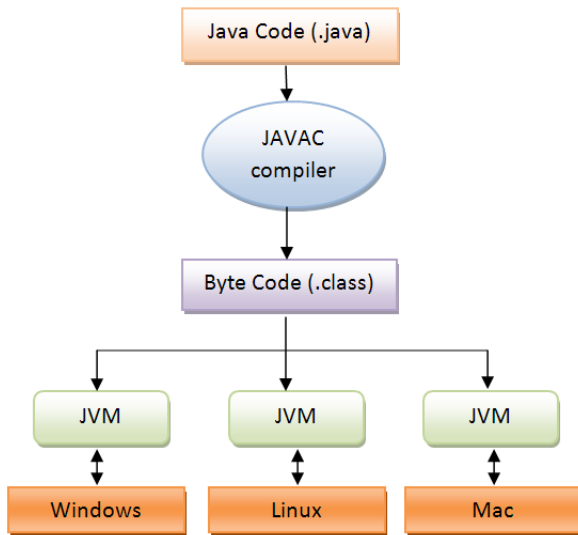 Java Code (.java)
JAVAC
compiler
Byte Code (.class)
JVM
JVM
JVM
Windows
Linux
Mac